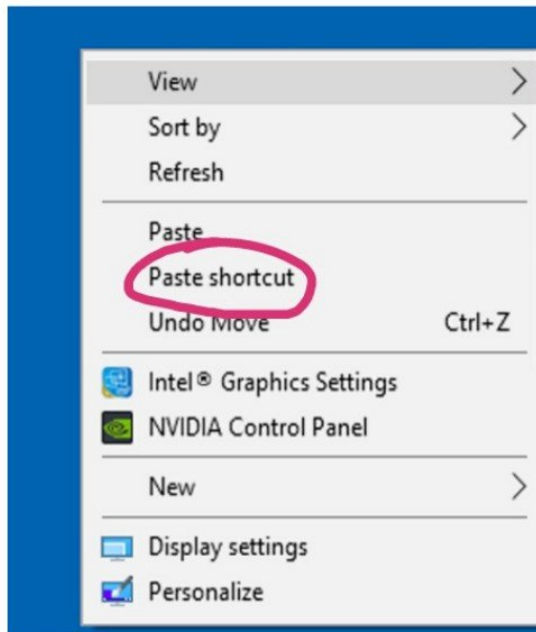 View
Sort by
Refresh
Paste
Paste shortcut
Undo Move Ctrl+Z
Intel® Graphics Settings
NVIDIA Control Panel
New
Display settings
Personalize